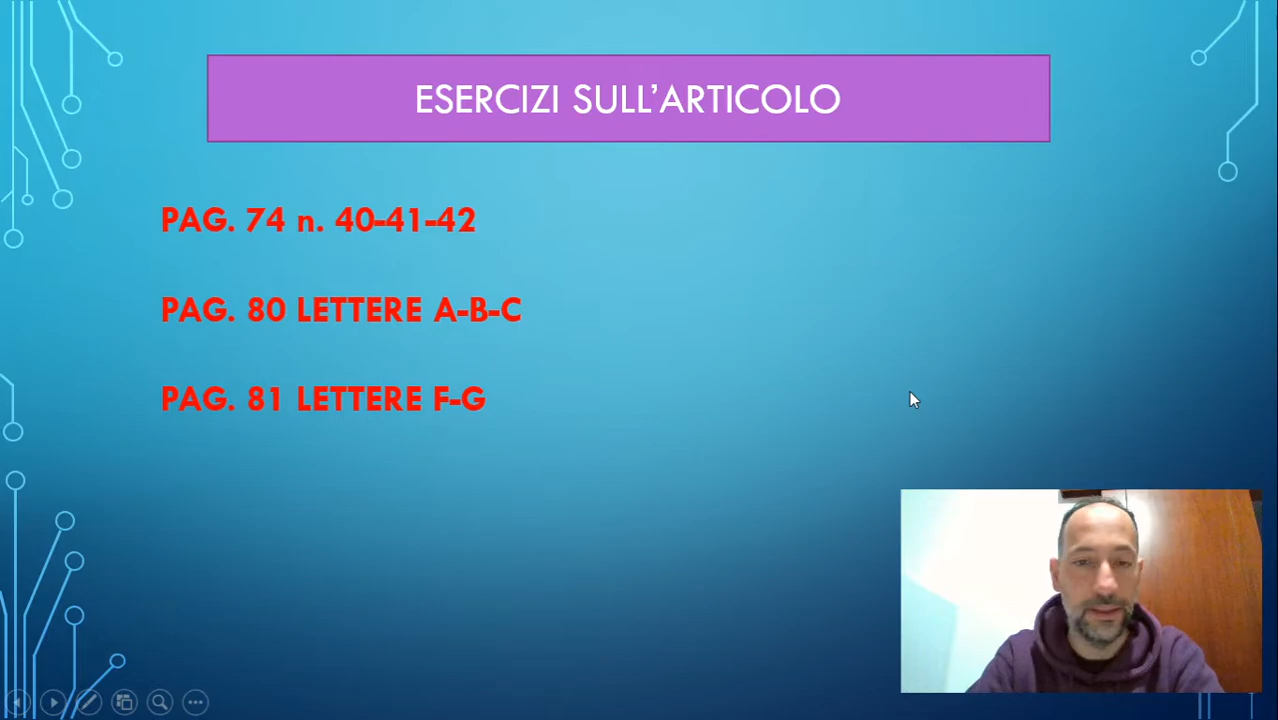 ESERCIZI SULL'ARTICOLO
PAG. 74 n. 40-41-42
PAG. 80 LETTERE A-B-C
PAG. 81 LETTERE F-G